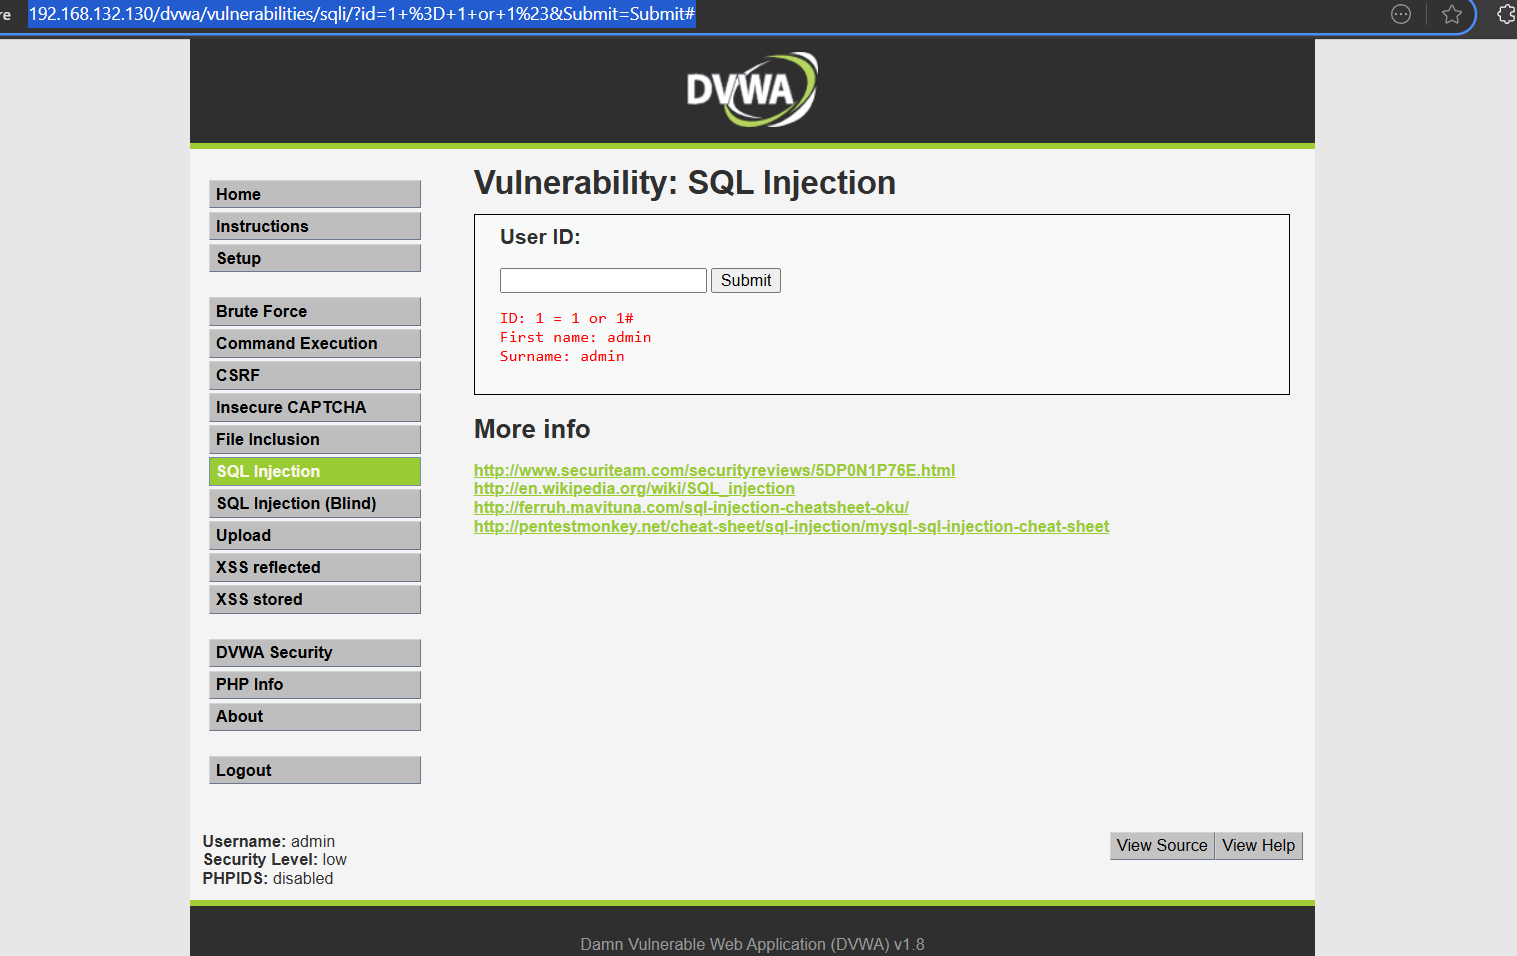 re 192.168.132.130/dvwa/vulnerabilities/sqli/?id=1+%3D+1+or+1%23&Submit=Submit#
DVWA
Home
Instructions
Setup
Brute Force
Command Execution
CSRF
Insecure CAPTCHA
File Inclusion
SQL Injection
SQL Injection (Blind)
Upload
XSS reflected
XSS stored
DVWA Security
PHP Info
About
Logout
Vulnerability: SQL Injection
User ID:
Submit
ID: 1 = 1 or 1#
First name: admin
Surname: admin
More info
http://www.securiteam.com/securityreviews/5DP0N1P76E.html
http://en.wikipedia.org/wiki/SQL_injection
http://ferruh.mavituna.com/sql-injection-cheatsheet-oku/
http://pentestmonkey.net/cheat-sheet/sql-injection/mysql-sql-injection-cheat-sheet
Username: admin
Security Level: low
PHPIDS: disabled
View Source View Help
Damn Vulnerable Web Application (DVWA) v1.8